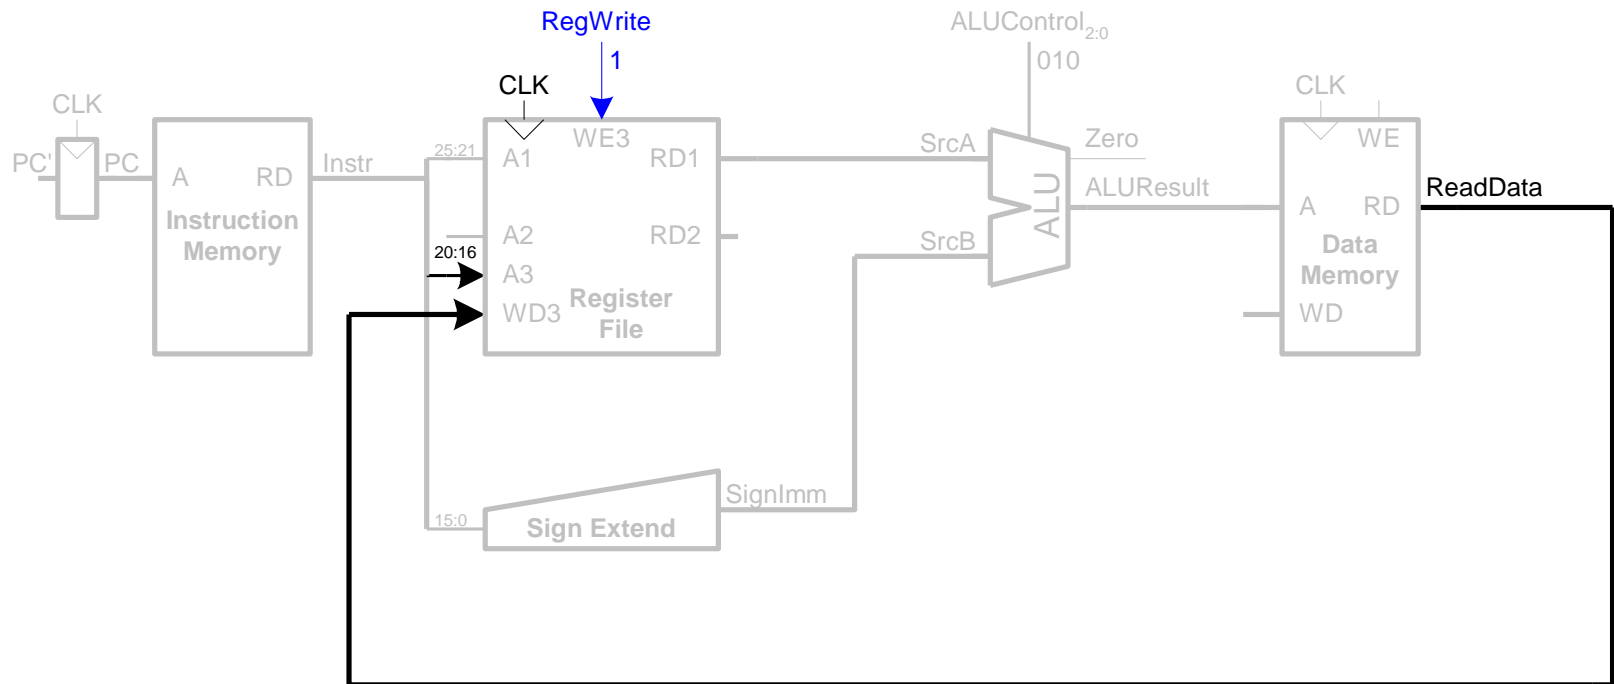 RegWrite
ALUControl2:0
1
010
CLK
CLK
CLK
PC'
PC
A
RD
Instr
Instruction
Memory
25:21
A1
WE3
RD1
A2
RD2
20:16
A3
WD3
Register
File
SrcA
SrcB
ALU
Zero
ALUResult
WE
A
RD
Data
Memory
WD
ReadData
15:0
Sign Extend
SignImm